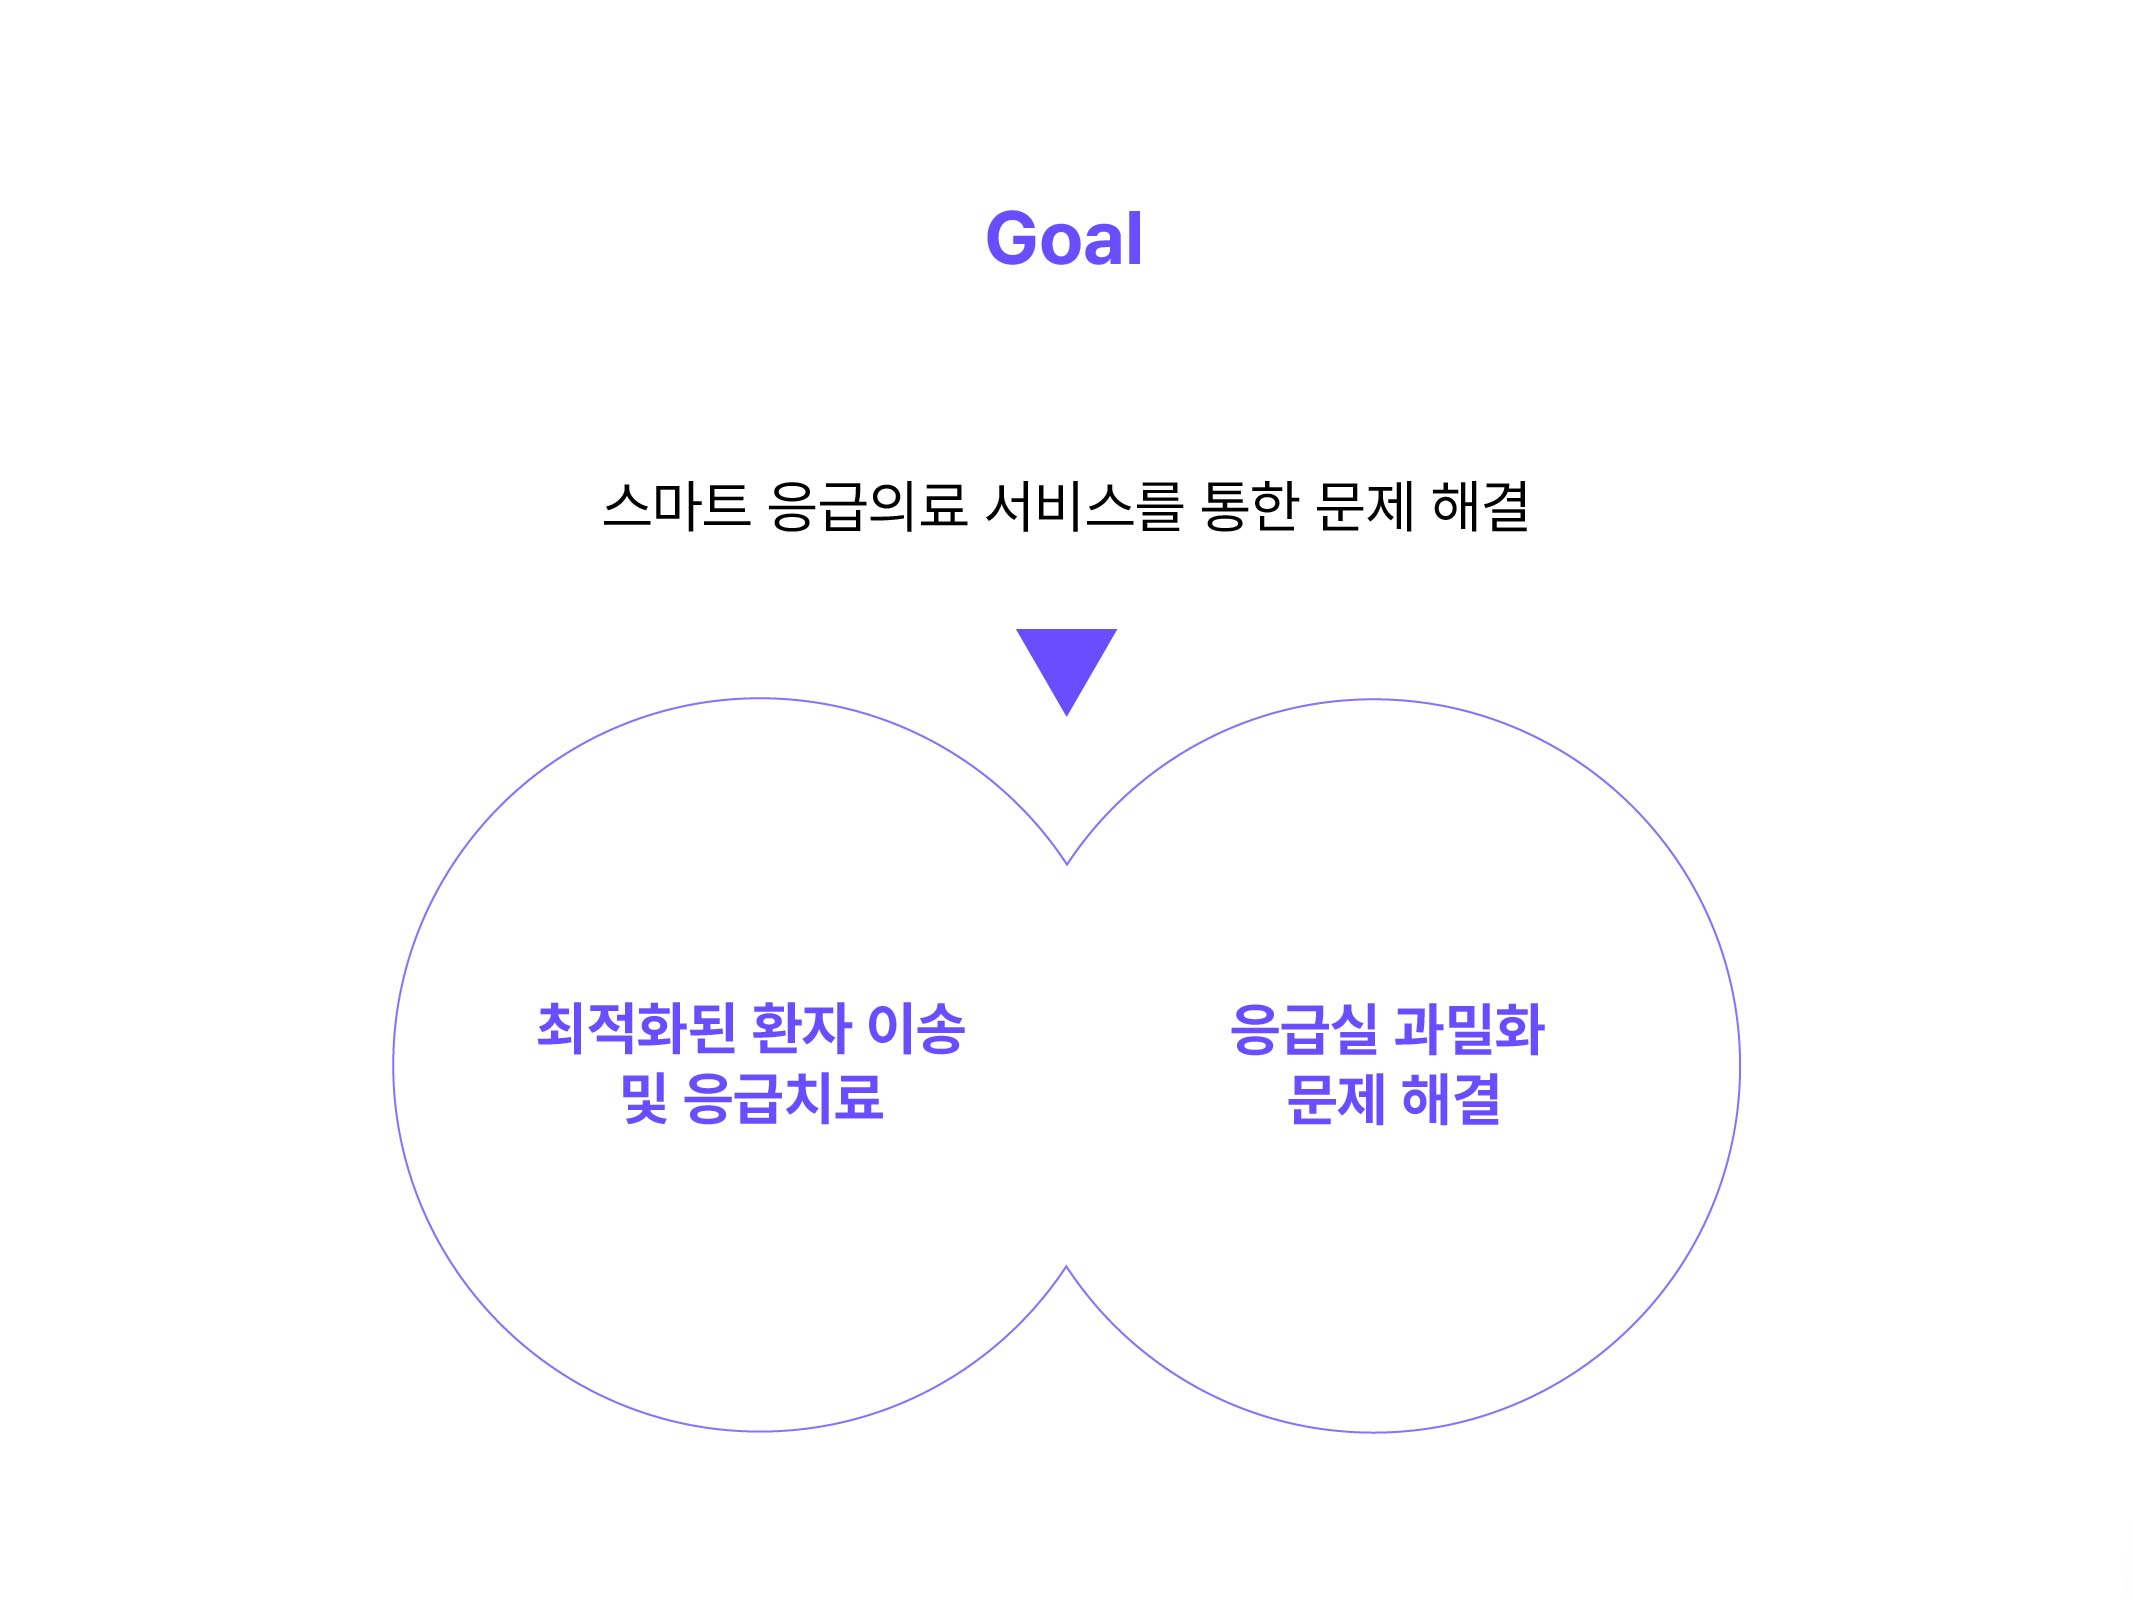 Goal
스마트 응급의료 서비스를 통한 문제 해결
최적화된 환자 이송
및 응급치료
응급실 과밀화
문제 해결